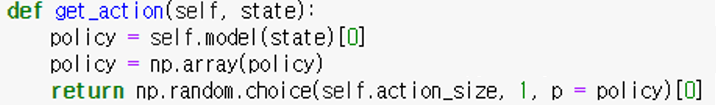 def get_action(self, state):
    policy = self.model(state)[0]
    policy = np.array(policy)
    return np.random.choice(self.action_size, 1, p = policy)[0]